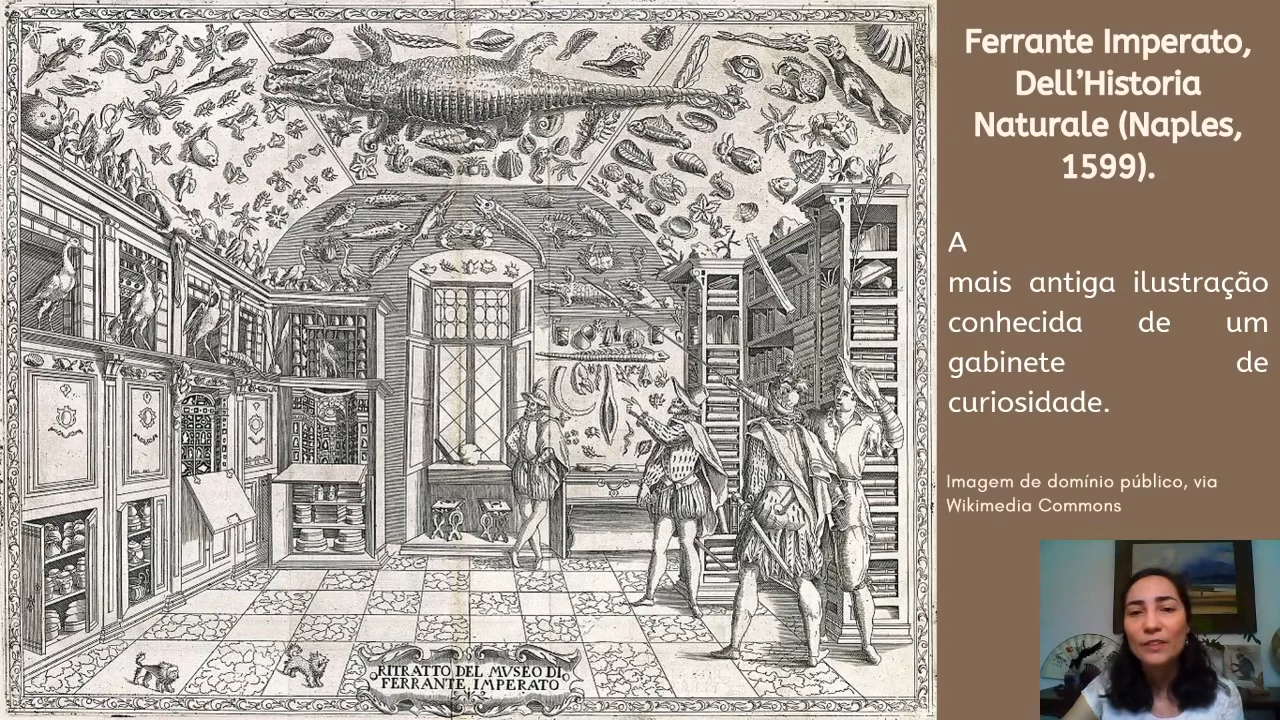 Ferrante Imperato,
Dell’Historia
Naturale (Naples,
1599).
A
mais antiga ilustração
conhecida de um
gabinete de
curiosidade.
Imagem de domínio público, via
Wikimedia Commons
RITRATTO DEL MVSEO DI
FERRANTE IMPERATO